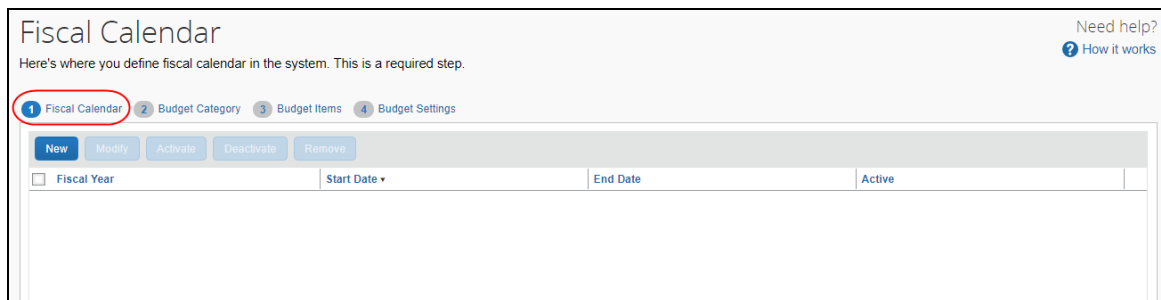 Fiscal Calendar
Need help?
? How it works
Here's where you define fiscal calendar in the system. This is a required step.
1 Fiscal Calendar 2 Budget Category 3 Budget Items 4 Budget Settings
New Modify Activate Deactivate Remove
Fiscal Year Start Date End Date Active